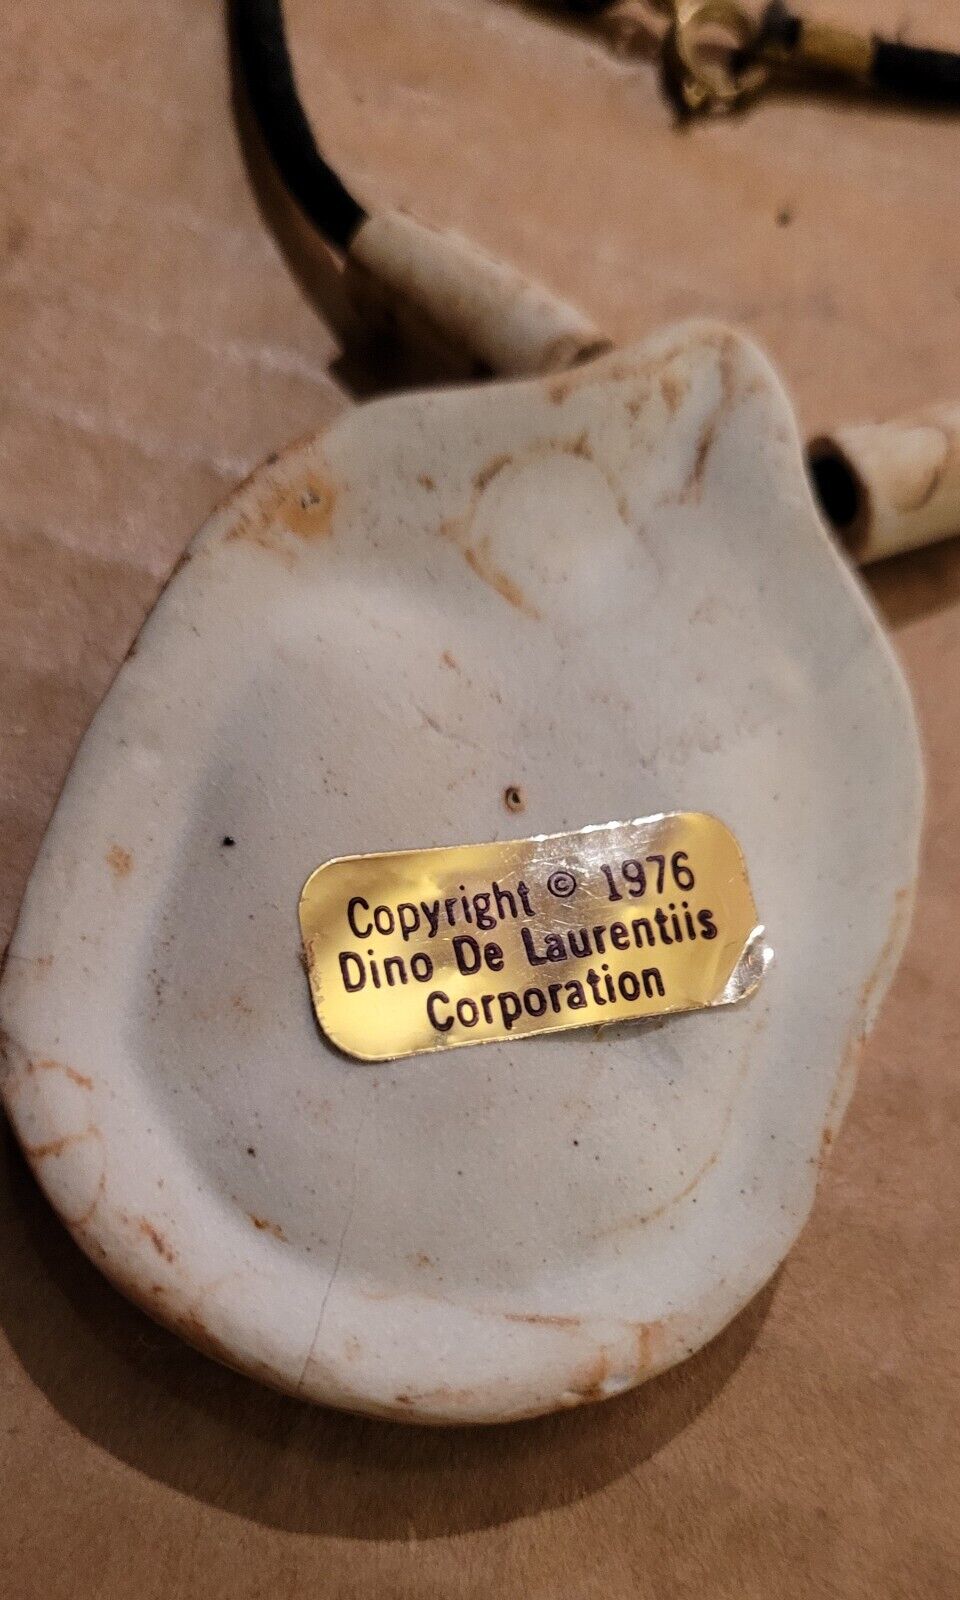 Copyright © 1976
Dino De Laurentiis
Corporation